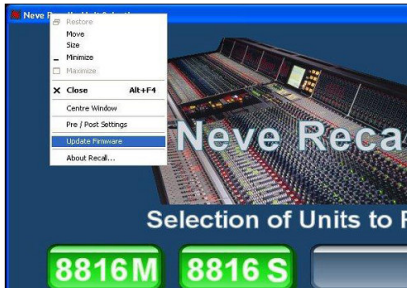 Neve
Restore
Move
Size
Minimize
Maximize
X Close Alt+F4
Centre Window
Pre / Post Settings
Update Firmware
About Recall...
Neve Reca
Selection of Units to
8816M 8816 S